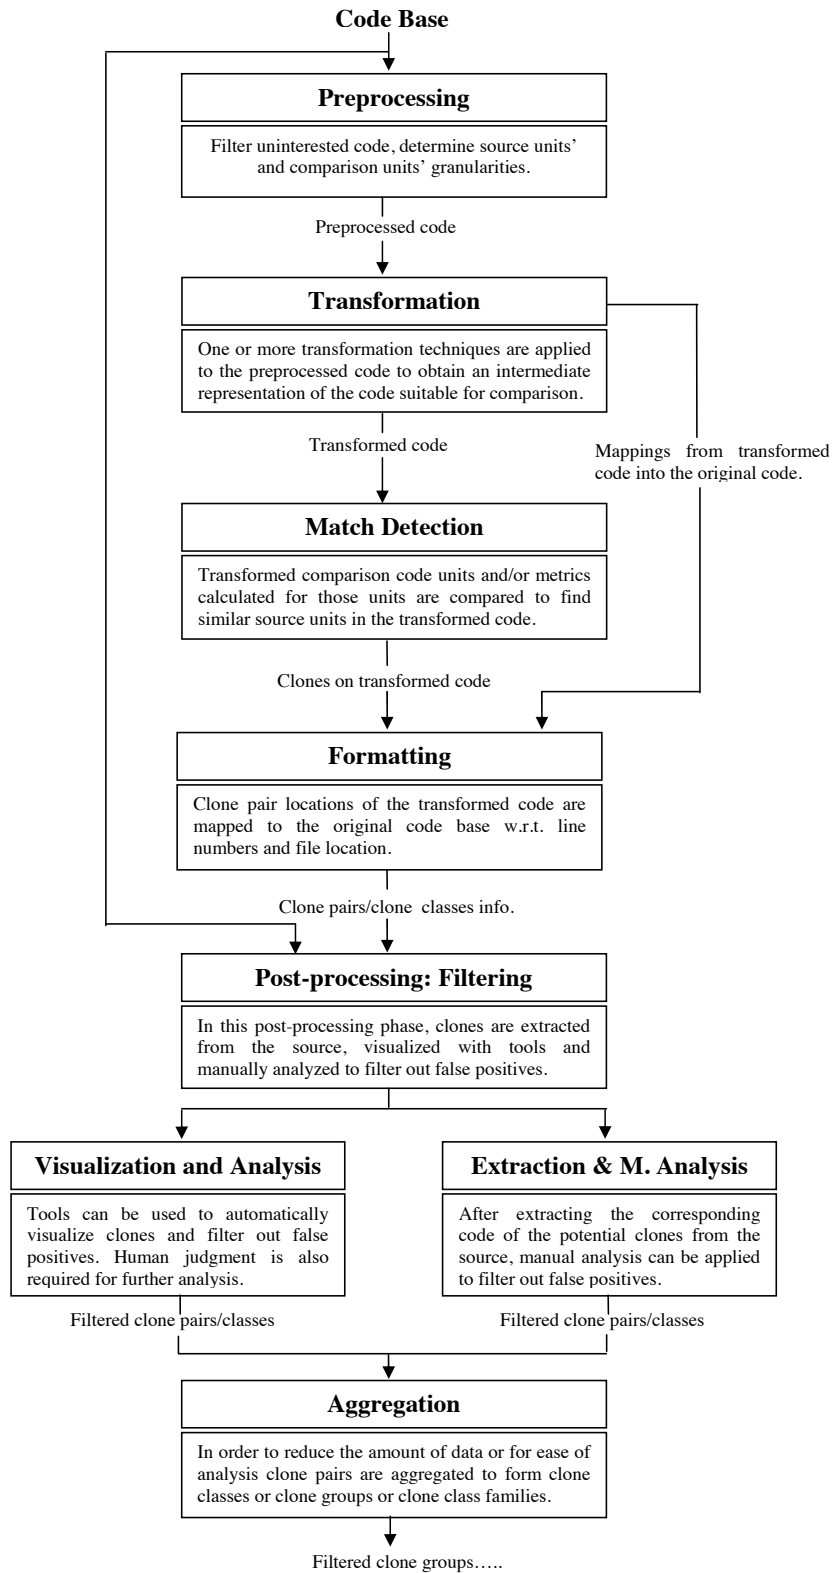 Code Base
Preprocessing
Filter uninterested code, determine source units’
and comparison units’ granularities.
Preprocessed code
Transformation
One or more transformation techniques are applied
to the preprocessed code to obtain an intermediate
representation of the code suitable for comparison.
Transformed code
Mappings from transformed
code into the original code.
Match Detection
Transformed comparison code units and/or metrics
calculated for those units are compared to find
similar source units in the transformed code.
Clones on transformed code
Formatting
Clone pair locations of the transformed code are
mapped to the original code base w.r.t. line
numbers and file location.
Clone pairs/clone classes info.
Post-processing: Filtering
In this post-processing phase, clones are extracted
from the source, visualized with tools and
manually analyzed to filter out false positives.
Visualization and Analysis
Tools can be used to automatically
visualize clones and filter out false
positives. Human judgment is also
required for further analysis.
Filtered clone pairs/classes
Extraction & M. Analysis
After extracting the corresponding
code of the potential clones from the
source, manual analysis can be applied
to filter out false positives.
Filtered clone pairs/classes
Aggregation
In order to reduce the amount of data or for ease of
analysis clone pairs are aggregated to form clone
classes or clone groups or clone class families.
Filtered clone groups…..